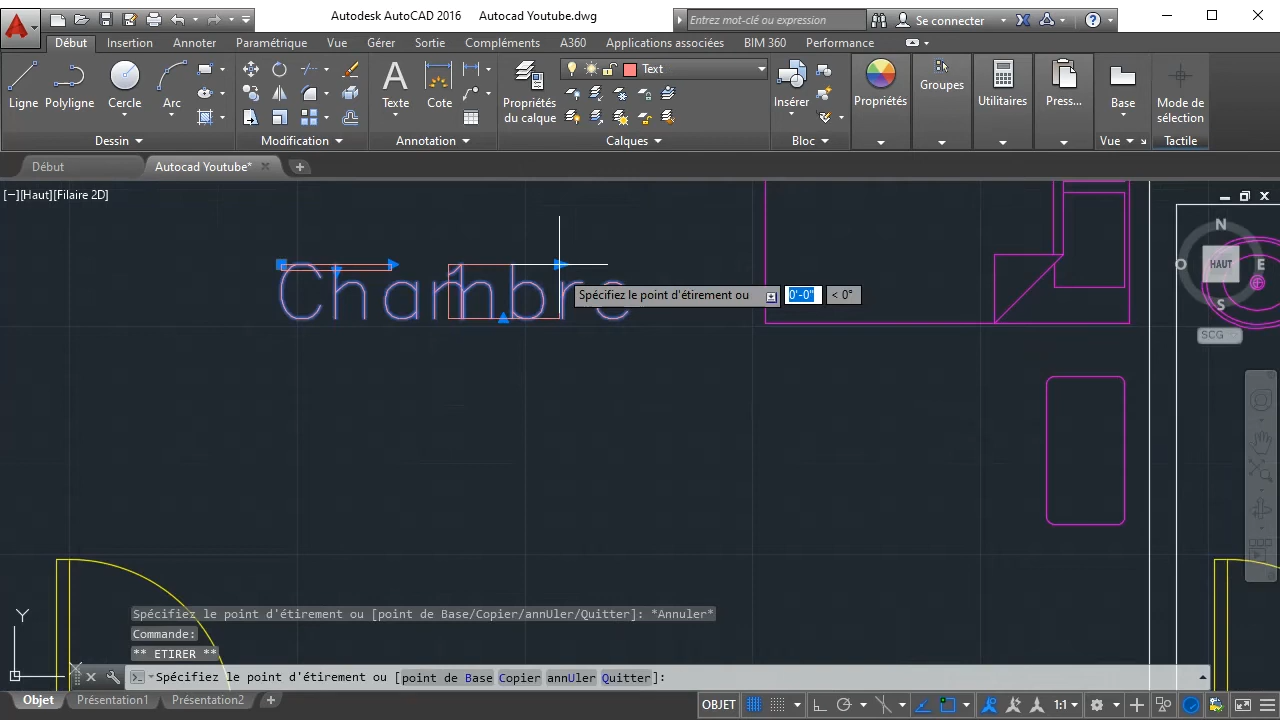 Autodesk AutoCAD 2016 Autocad Youtube.dwg
Entrez mot-clé ou expression
Se connecter
Début Insertion Annoter Paramétrique Vue Gérer Sortie Compléments A360 Applications associées BIM 360 Performance
Ligne Polyligne Cercle Arc
Texte Cote
Propriétés du calque
Text
Insérer
Propriétés
Groupes
Utilitaires
Press...
Base
Mode de sélection
Dessin Modification Annotation Calques Bloc Vue Tactile
Début Autocad Youtube*
[−][Haut][Filaire 2D]
N
O HAUT E
S
SCG
Chambre
Spécifiez le point d'étirement ou 0'-0" < 0°
Y
X
Spécifiez le point d'étirement ou [point de Base/Copier/annUler/Quitter]: *Annuler*
Commande:
** ETIRER **
Spécifiez le point d'étirement ou [point de Base Copier annUler Quitter]:
Objet Présentation1 Présentation2
OBJET 1:1